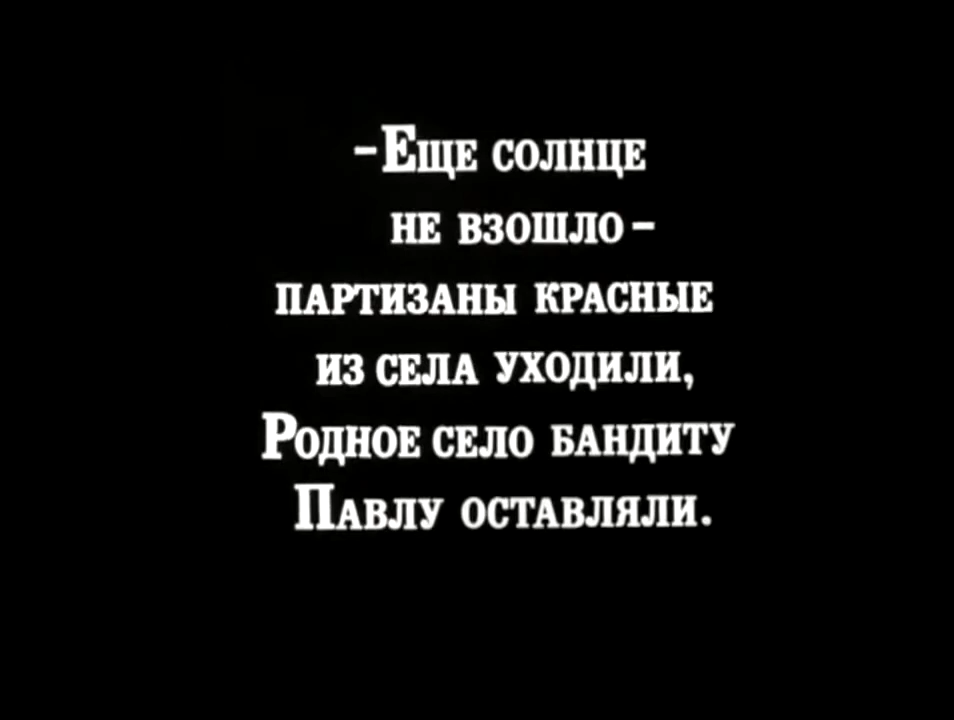 - Еще солнце
не взошло -
партизаны красные
из села уходили,
Родное село бандиту
Павлу оставляли.